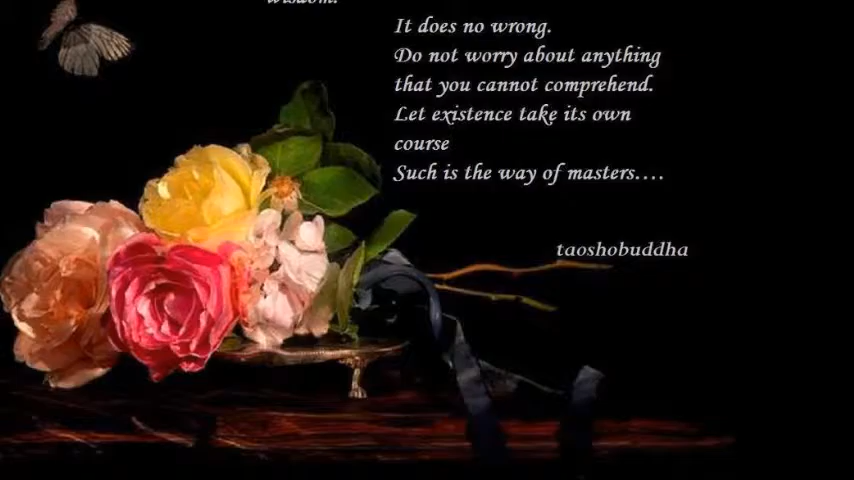 wisdom.
It does no wrong.
Do not worry about anything
that you cannot comprehend.
Let existence take its own
course
Such is the way of masters....
taoshobuddha